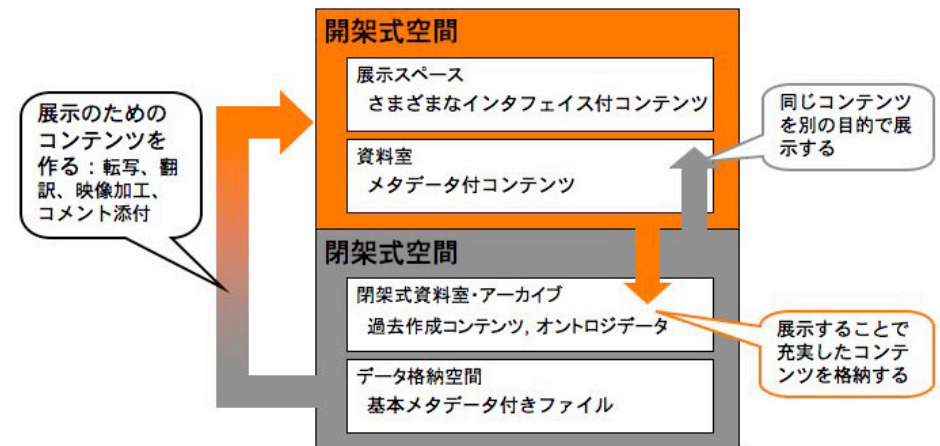 開架式空間
展示スペース
さまざまなインタフェイス付コンテンツ
資料室
メタデータ付コンテンツ
閉架式空間
閉架式資料室・アーカイブ
過去作成コンテンツ, オントロジデータ
データ格納空間
基本メタデータ付きファイル
展示のための
コンテンツを
作る：転写、翻
訳、映像加工、
コメント添付
同じコンテンツ
を別の目的で展
示する
展示することで
充実したコンテ
ンツを格納する